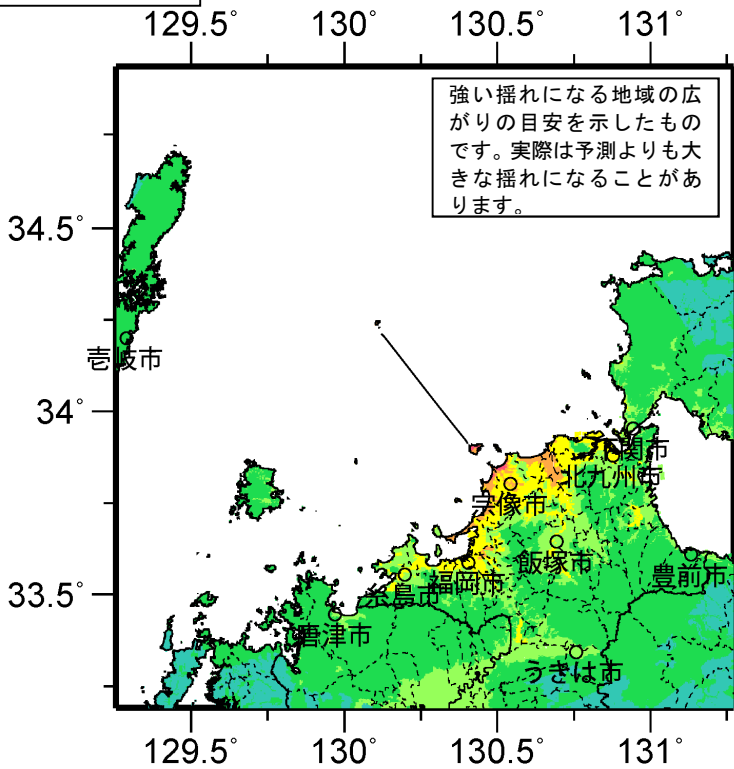 129.5° 130° 130.5° 131°
強い揺れになる地域の広
がりの目安を示したもの
です。実際は予測よりも大
きな揺れになることがあ
ります。
34.5°
壱岐市
34°
下関市
北九州市
宗像市
飯塚市
福岡市
豊前市
糸島市
33.5°
唐津市
うきは市
129.5° 130° 130.5° 131°